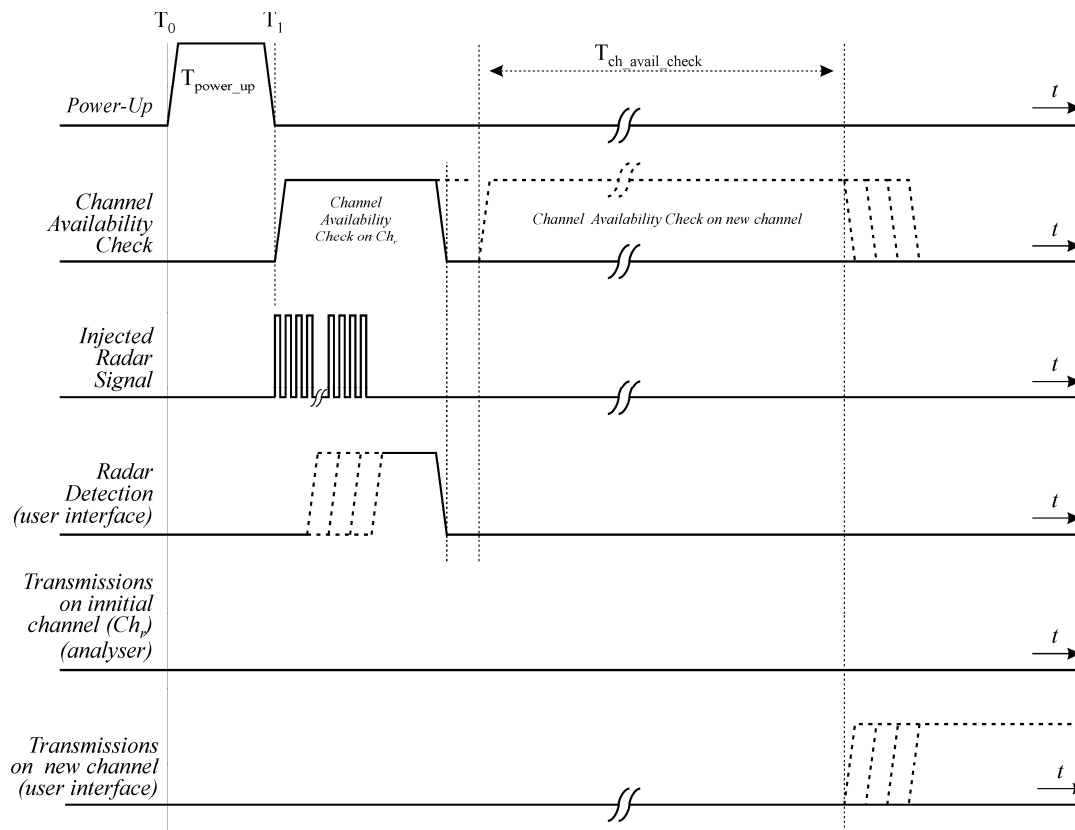 T0 T1
Tch_avail_check
Tpower_up
Power-Up
t
Channel
Availability
Check
Channel
Availability
Check on Chr
Channel Availability Check on new channel
t
Injected
Radar
Signal
t
Radar
Detection
(user interface)
t
Transmissions
on innitial
channel (Chr)
(analyser)
t
Transmissions
on new channel
(user interface)
t